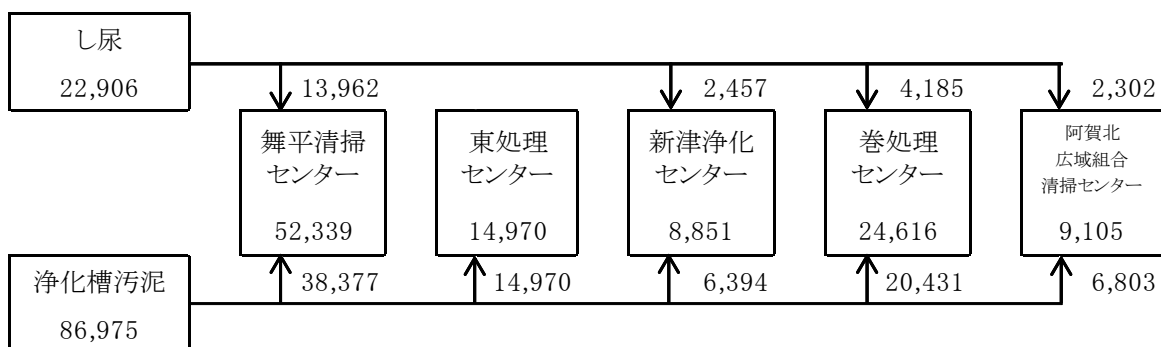 し尿
22,906
13,962
2,457
4,185
2,302
舞平清掃
センター
52,339
東処理
センター
14,970
新津浄化
センター
8,851
巻処理
センター
24,616
阿賀北
広域組合
清掃センター
9,105
浄化槽汚泥
86,975
38,377
14,970
6,394
20,431
6,803